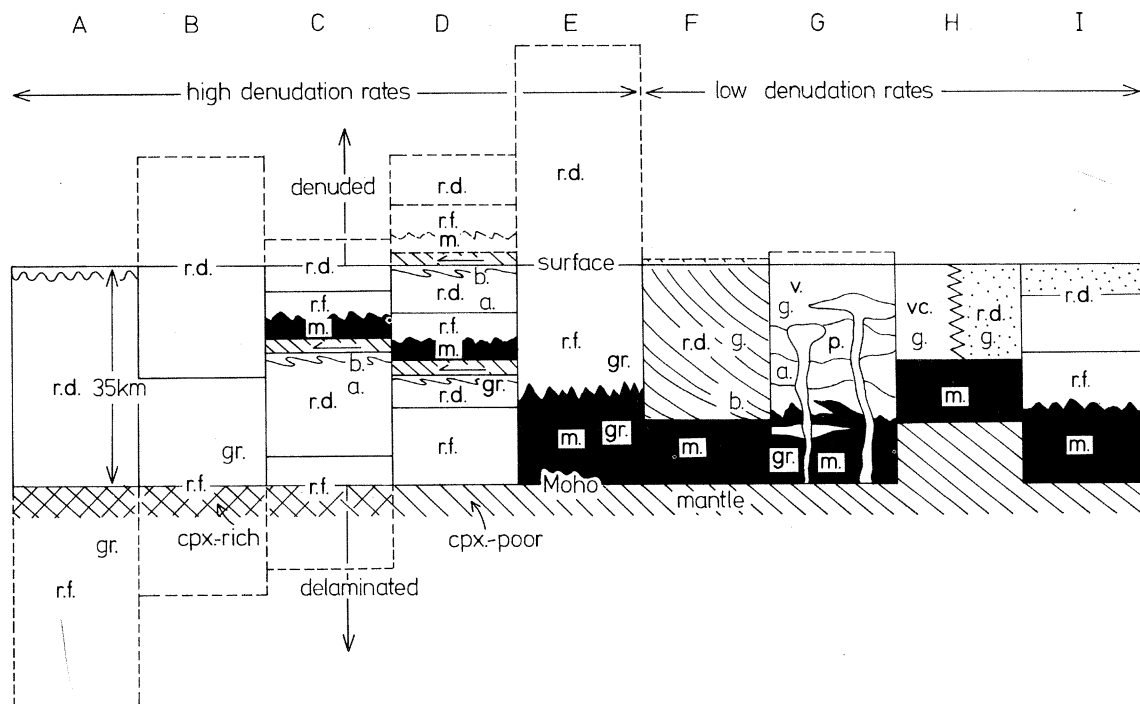 A B C D E F G H I
high denudation rates
low denudation rates
denuded
r.d.
r.f.
m.
r.d.
surface
r.d.
r.d.
b.
r.d.
a.
r.f.
m.
b.
a.
r.d.
r.f.
m.
gr.
r.d.
r.f.
r.d. 35km
gr.
r.f.
r.f.
r.f.
gr.
m.
gr.
Moho
r.d.
g.
b.
m.
v.
g.
p.
a.
gr.
m.
vc.
g.
r.d.
g.
m.
r.d.
r.f.
m.
mantle
cpx.-rich
cpx.-poor
gr.
r.f.
delaminated